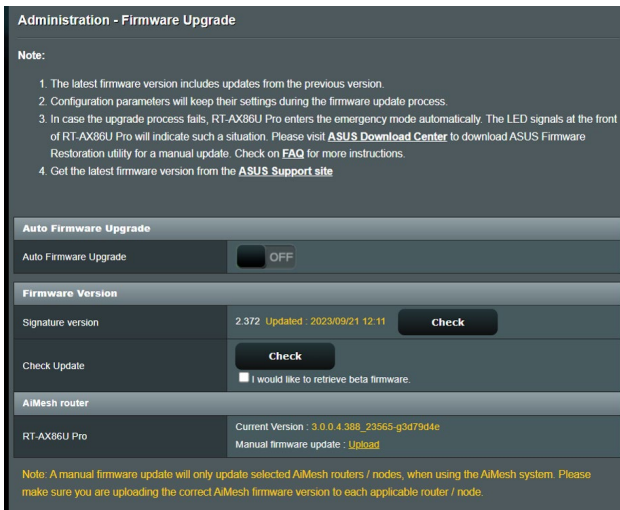 Administration - Firmware Upgrade
Note:
1. The latest firmware version includes updates from the previous version.
2. Configuration parameters will keep their settings during the firmware update process.
3. In case the upgrade process fails, RT-AX86U Pro enters the emergency mode automatically. The LED signals at the front
of RT-AX86U Pro will indicate such a situation. Please visit ASUS Download Center to download ASUS Firmware
Restoration utility for a manual update. Check on FAQ for more instructions.
4. Get the latest firmware version from the ASUS Support site
Auto Firmware Upgrade
Auto Firmware Upgrade OFF
Firmware Version
Signature version 2.372 Updated : 2023/09/21 12:11 Check
Check Update Check
I would like to retrieve beta firmware.
AiMesh router
RT-AX86U Pro Current Version : 3.0.0.4.388_23565-g3d79d4e
Manual firmware update : Upload
Note: A manual firmware update will only update selected AiMesh routers / nodes, when using the AiMesh system. Please
make sure you are uploading the correct AiMesh firmware version to each applicable router / node.